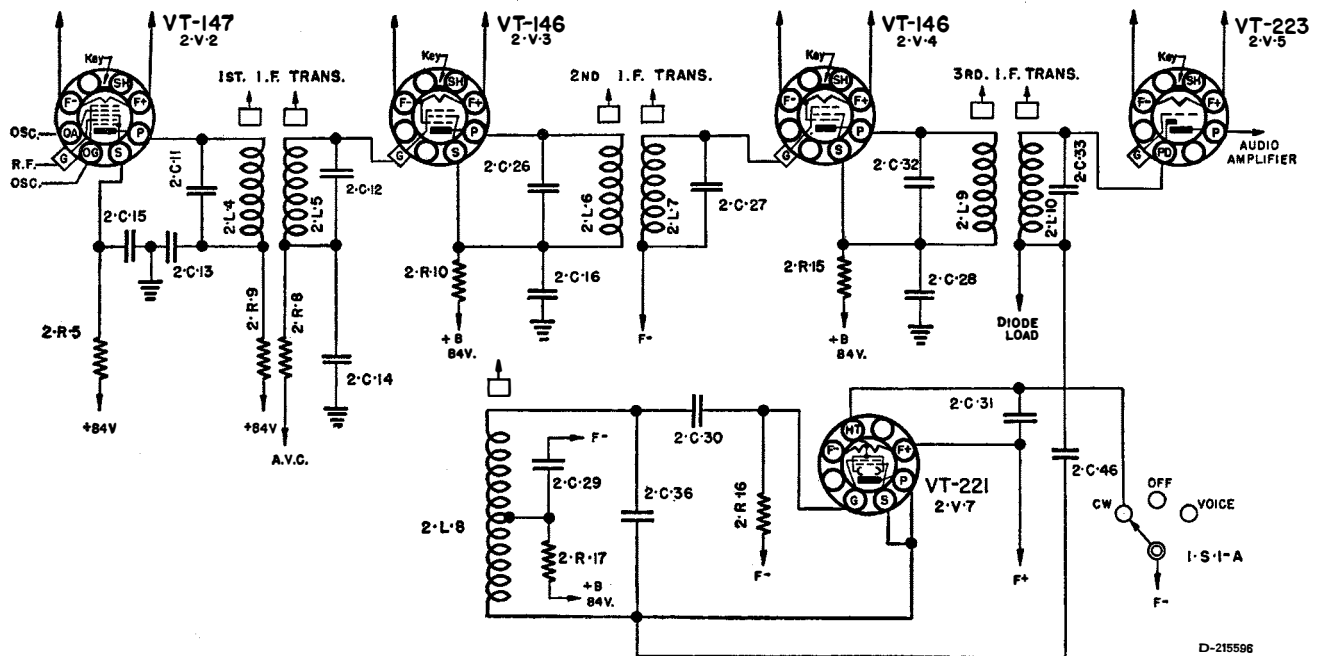 VT-147
2·V·2
VT-146
2·V·3
VT-146
2·V·4
VT-223
2·V·5
Key
SH
F-
F+
OA
P
G
OG
S
OSC.
R.F.
OSC.
1ST. I.F. TRANS.
Key
SH
F-
F+
P
G
S
2ND I.F. TRANS.
Key
SH
F-
F+
P
G
S
3RD. I.F. TRANS.
Key
SH
F-
F+
P
G
PD
AUDIO
AMPLIFIER
2·C·11
2·L·4
2·L·5
2·C·12
2·C·26
2·L·6
2·L·7
2·C·27
2·C·32
2·L·9
2·L·10
2·C·33
2·C·15
2·C·13
2·R·5
2·R·9
2·R·8
2·C·14
2·R·10
2·C·16
2·R·15
2·C·28
+84V
+84V
A.V.C.
+B
84V.
F-
+B
84V.
DIODE
LOAD
2·L·8
F-
2·C·29
2·R·17
+B
84V.
2·C·36
2·C·30
2·R·16
F-
HT
F-
F+
P
G
S
VT-221
2·V·7
2·C·31
F+
2·C·46
CW
OFF
VOICE
1·S·1-A
F-
D-215596